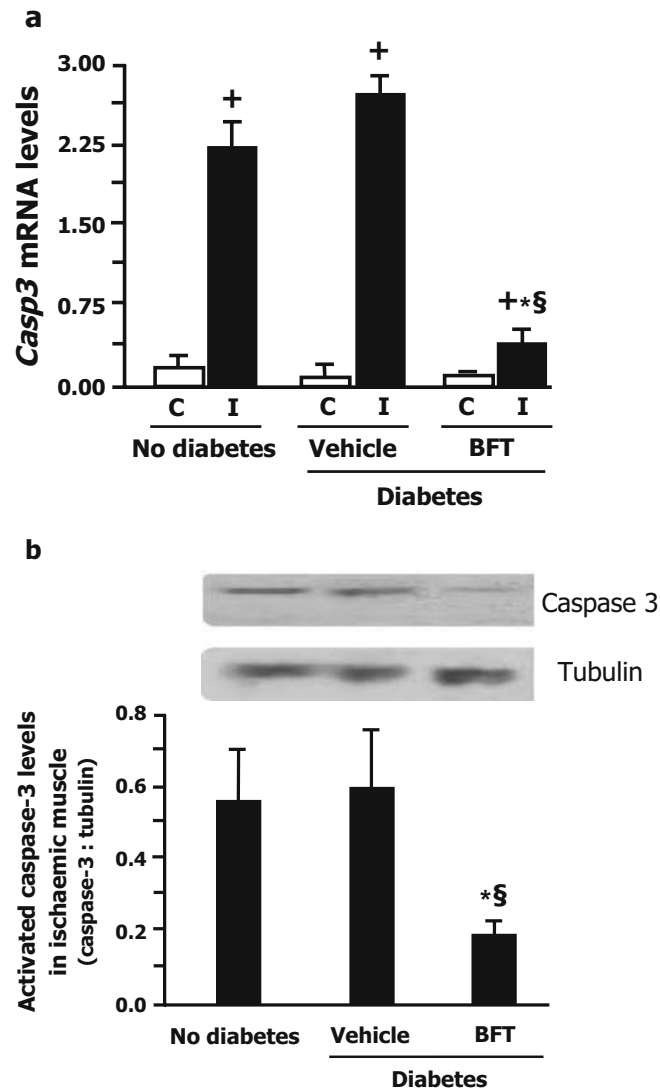 a
Casp3 mRNA levels
3.00
2.25
1.50
0.75
0.00
+
+
+*§
C I C I C I
No diabetes Vehicle BFT
Diabetes
b
Caspase 3
Tubulin
Activated caspase-3 levels
in ischaemic muscle
(caspase-3 : tubulin)
0.8
0.6
0.4
0.2
0.0
*§
No diabetes Vehicle BFT
Diabetes